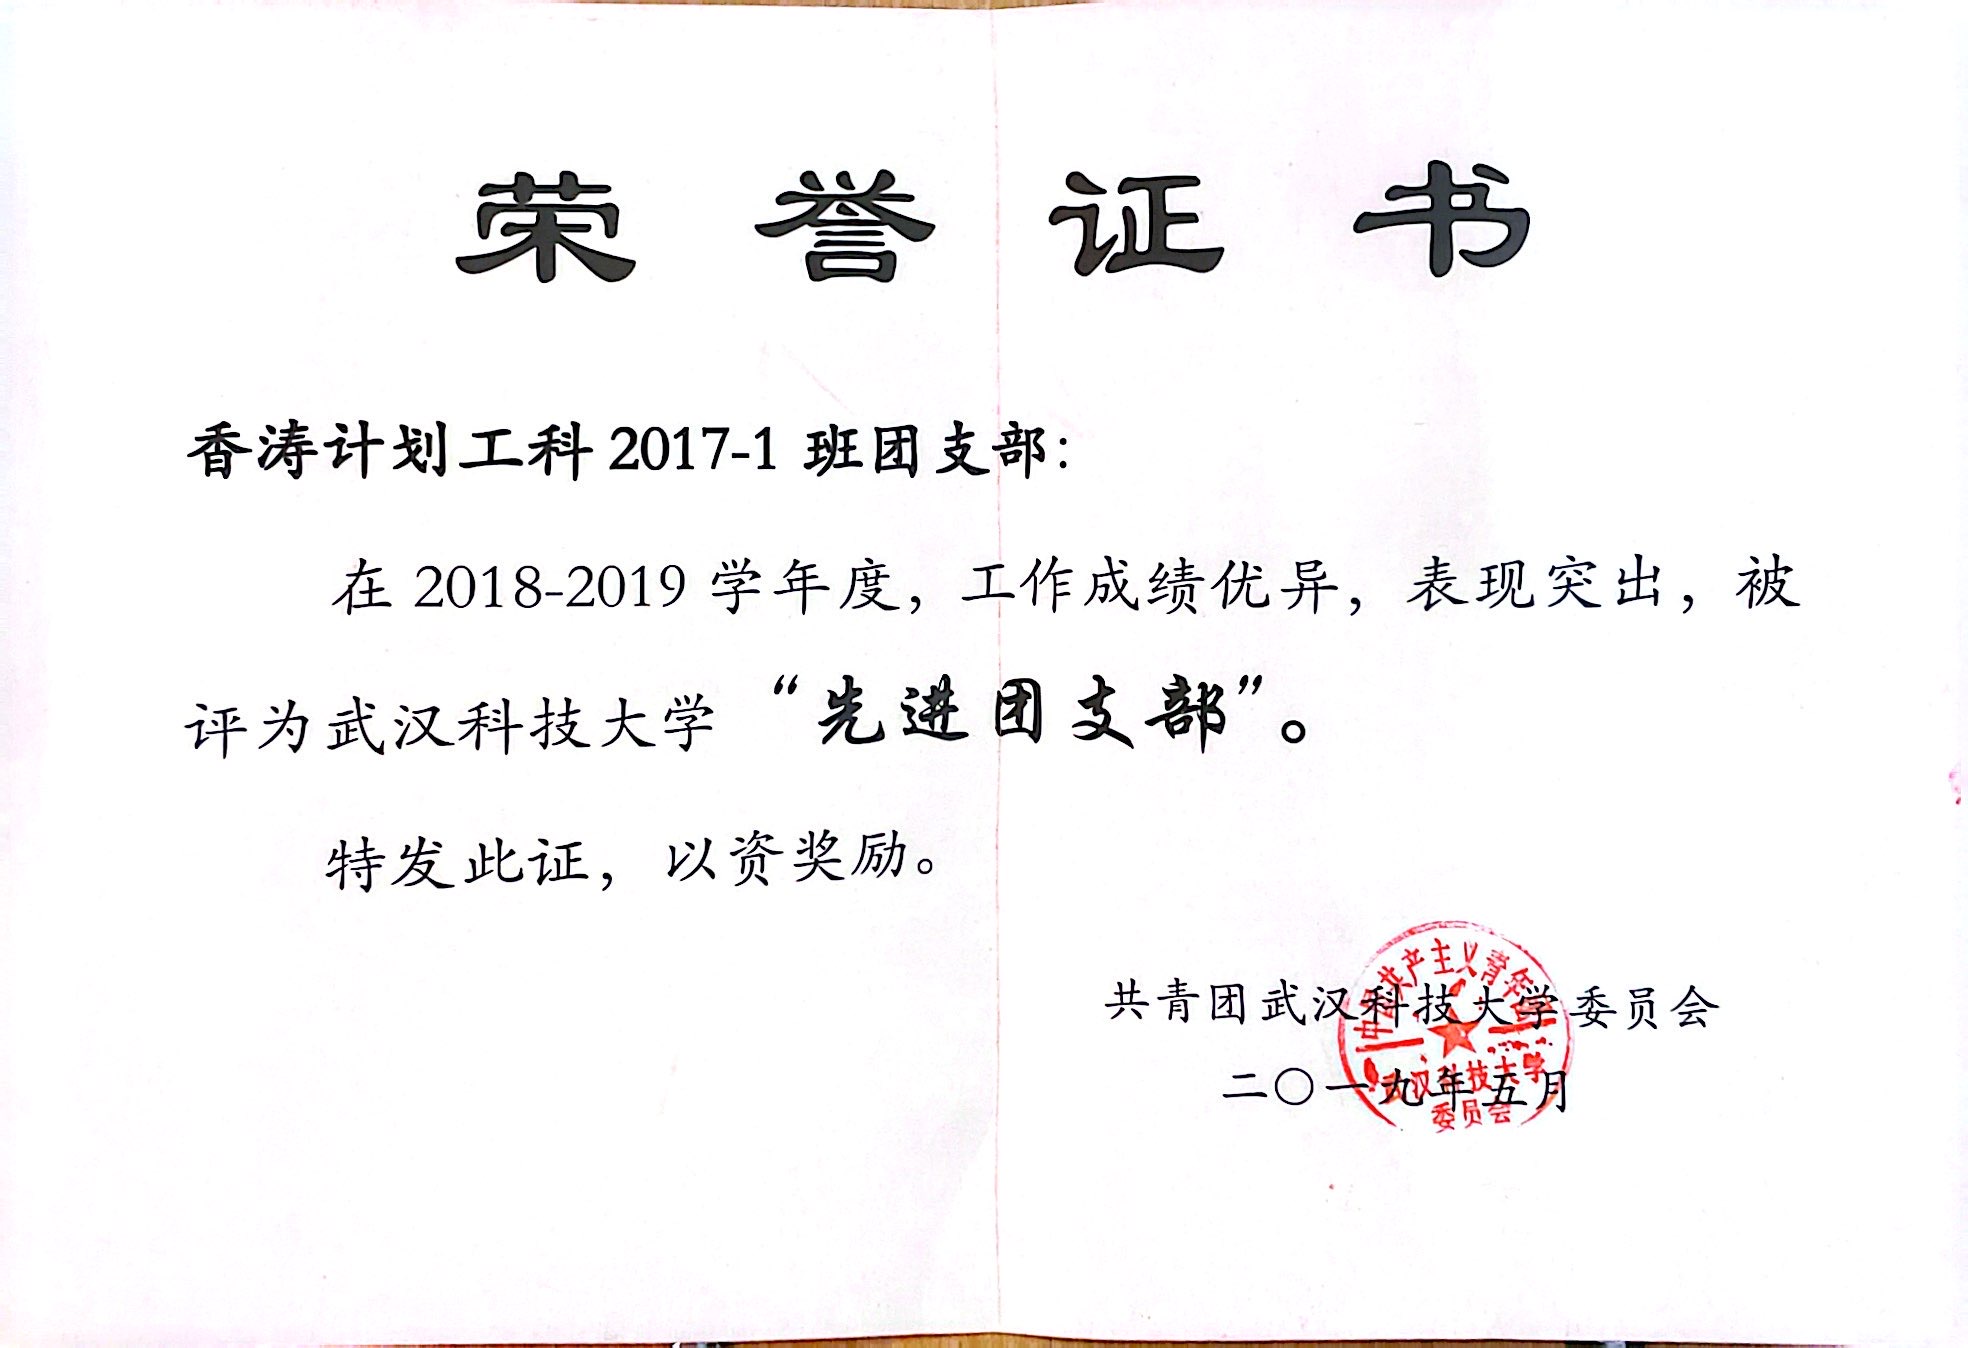 荣誉证书
香涛计划工科2017-1 班团支部：
在 2018-2019 学年度，工作成绩优异，表现突出，被
评为武汉科技大学“先进团支部”。
特发此证，以资奖励。
共青团武汉科技大学委员会
二〇一九年五月
中国共产主义青年团
武汉科技大学
委员会